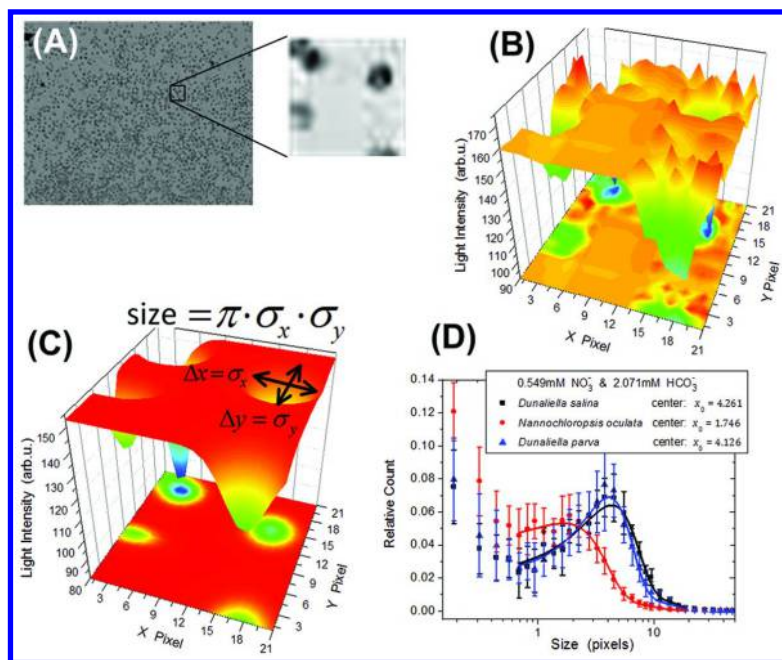 (A)
(B)
Light Intensity (arb.u.)
170
160
150
140
130
120
110
100
90
3
6
9
12
15
18
21
X Pixel
3
6
9
12
15
18
21
Y Pixel
(C)
size = π·σx·σy
Δx=σx
Δy=σy
Light Intensity (arb.u.)
150
140
130
120
110
100
90
80
3
6
9
12
15
18
21
X Pixel
3
6
9
12
15
18
21
Y Pixel
(D)
0.549mM NO₃⁻ & 2.071mM HCO₃⁻
Dunaliella salina center: x₀ = 4.261
Nannochloropsis oculata center: x₀ = 1.746
Dunaliella parva center: x₀ = 4.126
Relative Count
0.14
0.12
0.10
0.08
0.06
0.04
0.02
0.00
1
10
Size (pixels)